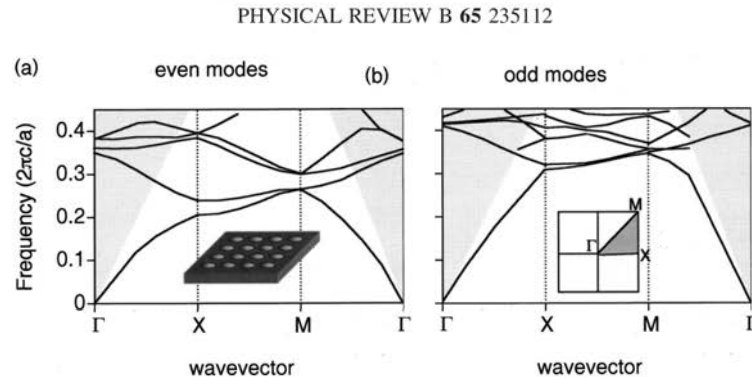 PHYSICAL REVIEW B 65 235112
(a) even modes (b) odd modes
Frequency (2πc/a)
0.4
0.3
0.2
0.1
0
Γ X M Γ
wavevector
M
Γ
X
Γ X M I
wavevector